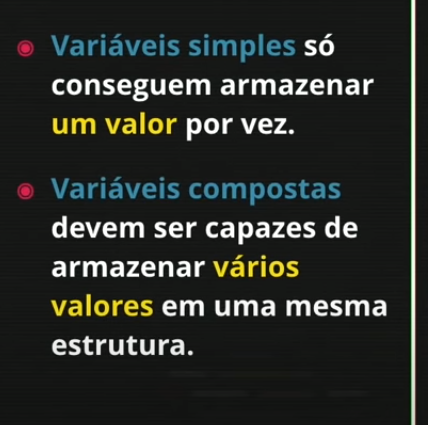 Variáveis simples só
conseguem armazenar
um valor por vez.
Variáveis compostas
devem ser capazes de
armazenar vários
valores em uma mesma
estrutura.